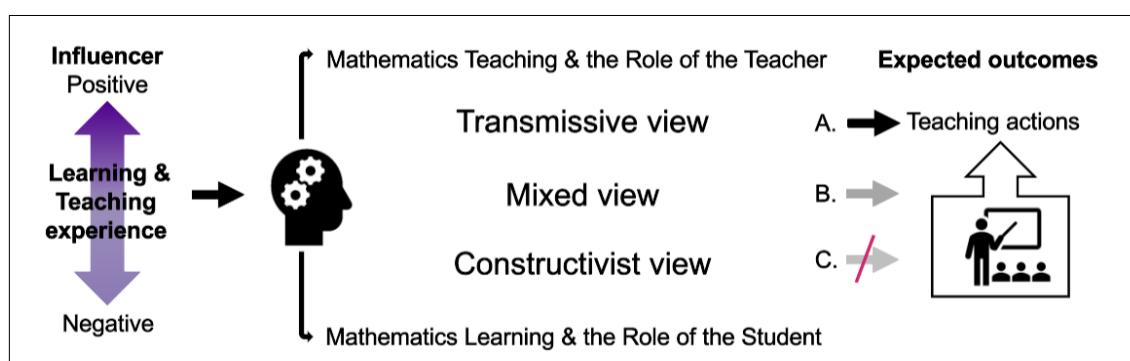 Influencer
Positive
Learning &
Teaching
experience
Negative
Mathematics Teaching & the Role of the Teacher
Transmissive view
Mixed view
Constructivist view
Mathematics Learning & the Role of the Student
Expected outcomes
A.
Teaching actions
B.
C.